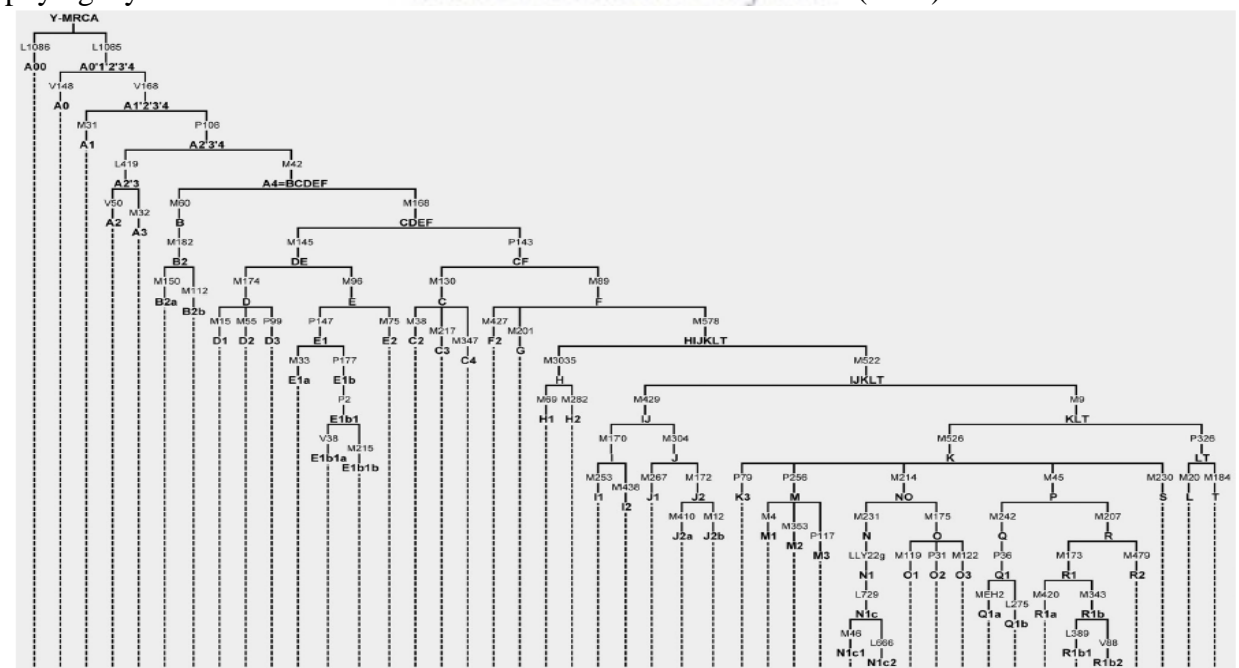 Y-MRCA
L1086 L1085
A00 A0'1'2'3'4
V148 V168
A0 A1'2'3'4
M31 P108
A1 A2'3'4
L419 M42
A2'3 A4=BCDEF
V50 M32 M60 M168
A2 A3 B CDEF
M182 M145 P143
B2 DE CF
M150 M112 M174 M96 M130 M89
B2a B2b D E C F
M15 M55 P99 P147 M75 M38 M217 M347 M427 M201 M578
D1 D2 D3 E1 E2 C2 C3 C4 F2 G HIJKLT
M33 P177 M3035 M522
E1a E1b H IJKLT
P2 M69 M282 M429 M9
E1b1 H1 H2 IJ KLT
V38 M215 M170 M304 M526 P326
E1b1a E1b1b I J K LT
M253 M438 M267 M172 P79 P256 M214 M45 M230 M20 M184
I1 I2 J1 J2 K3 M NO P S L T
M410 M12 M4 M353 P117 M231 M175 M242 M207
J2a J2b M1 M2 M3 N O Q R
LLY22g M119 P31 M122 P36 M173 M479
N1 O1 O2 O3 Q1 R1 R2
L729 MEH2 L275 M420 M343
N1c Q1a Q1b R1a R1b
M46 L666 L389 V88
N1c1 N1c2 R1b1 R1b2